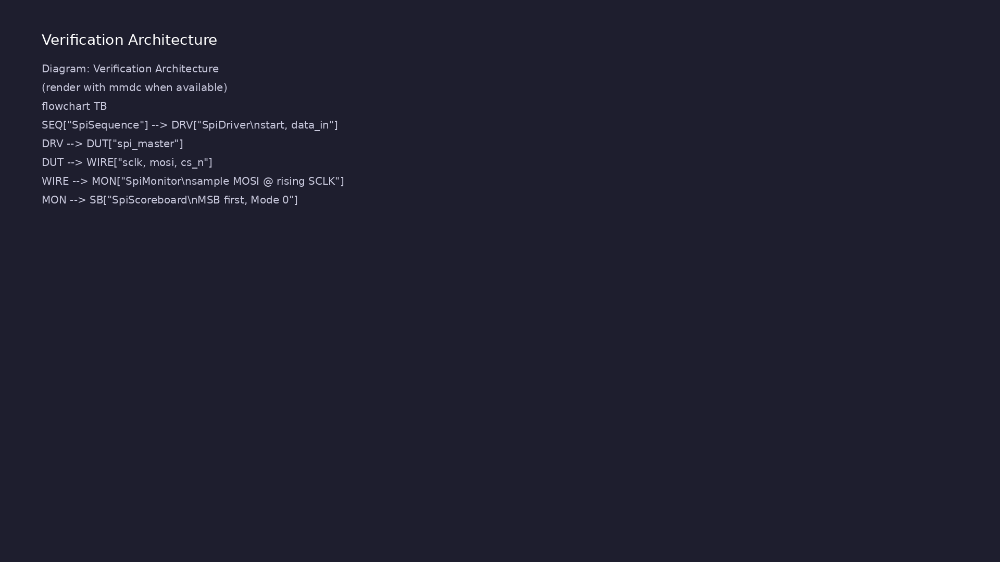 Verification Architecture
Diagram: Verification Architecture
(render with mmdc when available)
flowchart TB
SEQ["SpiSequence"] --> DRV["SpiDriver\nstart, data_in"]
DRV --> DUT["spi_master"]
DUT --> WIRE["sclk, mosi, cs_n"]
WIRE --> MON["SpiMonitor\nsample MOSI @ rising SCLK"]
MON --> SB["SpiScoreboard\nMSB first, Mode 0"]